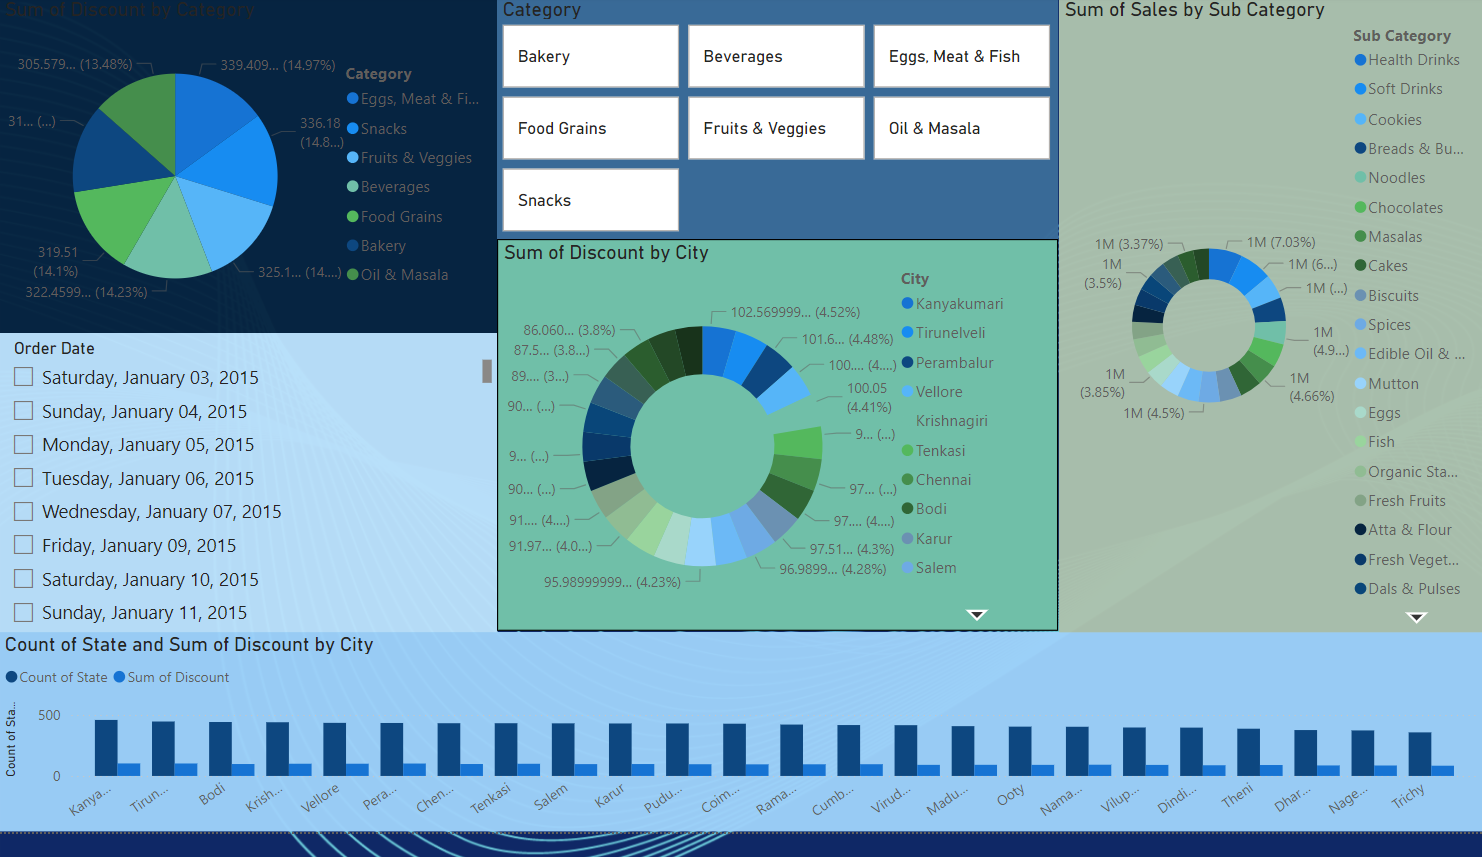 Sum of Discount by Category
305.579... (13.48%)
339.409... (14.97%)
31... (...)
336.18
(14.8...)
319.51
(14.1%)
322.4599... (14.23%)
325.1... (14....)
Category
Eggs, Meat & Fi...
Snacks
Fruits & Veggies
Beverages
Food Grains
Bakery
Oil & Masala
Category
Bakery
Beverages
Eggs, Meat & Fish
Food Grains
Fruits & Veggies
Oil & Masala
Snacks
Sum of Sales by Sub Category
1M (3.37%)
1M (7.03%)
1M
(3.5%)
1M (6...)
1M (...)
1M
(4.9...)
1M
(3.85%)
1M
(4.66%)
1M (4.5%)
Sub Category
Health Drinks
Soft Drinks
Cookies
Breads & Bu...
Noodles
Chocolates
Masalas
Cakes
Biscuits
Spices
Edible Oil & ...
Mutton
Eggs
Fish
Organic Sta...
Fresh Fruits
Atta & Flour
Fresh Veget...
Dals & Pulses
Order Date
Saturday, January 03, 2015
Sunday, January 04, 2015
Monday, January 05, 2015
Tuesday, January 06, 2015
Wednesday, January 07, 2015
Friday, January 09, 2015
Saturday, January 10, 2015
Sunday, January 11, 2015
Sum of Discount by City
102.569999... (4.52%)
101.6... (4.48%)
100.... (4....)
100.05
(4.41%)
9... (...)
97... (...)
97.... (4....)
97.51... (4.3%)
96.9899... (4.28%)
95.98999999... (4.23%)
91.97... (4.0...)
91.... (4....)
90... (...)
9... (...)
90... (...)
89.... (3...)
87.5... (3.8...)
86.060... (3.8%)
City
Kanyakumari
Tirunelveli
Perambalur
Vellore
Krishnagiri
Tenkasi
Chennai
Bodi
Karur
Salem
Count of State and Sum of Discount by City
Count of State
Sum of Discount
Count of Sta...
500
0
Kanya...
Tirun...
Bodi
Krish...
Vellore
Pera...
Chen...
Tenkasi
Salem
Karur
Pudu...
Coim...
Rama...
Cumb...
Virud...
Madu...
Ooty
Nama...
Vilup...
Dindi...
Theni
Dhar...
Nage...
Trichy